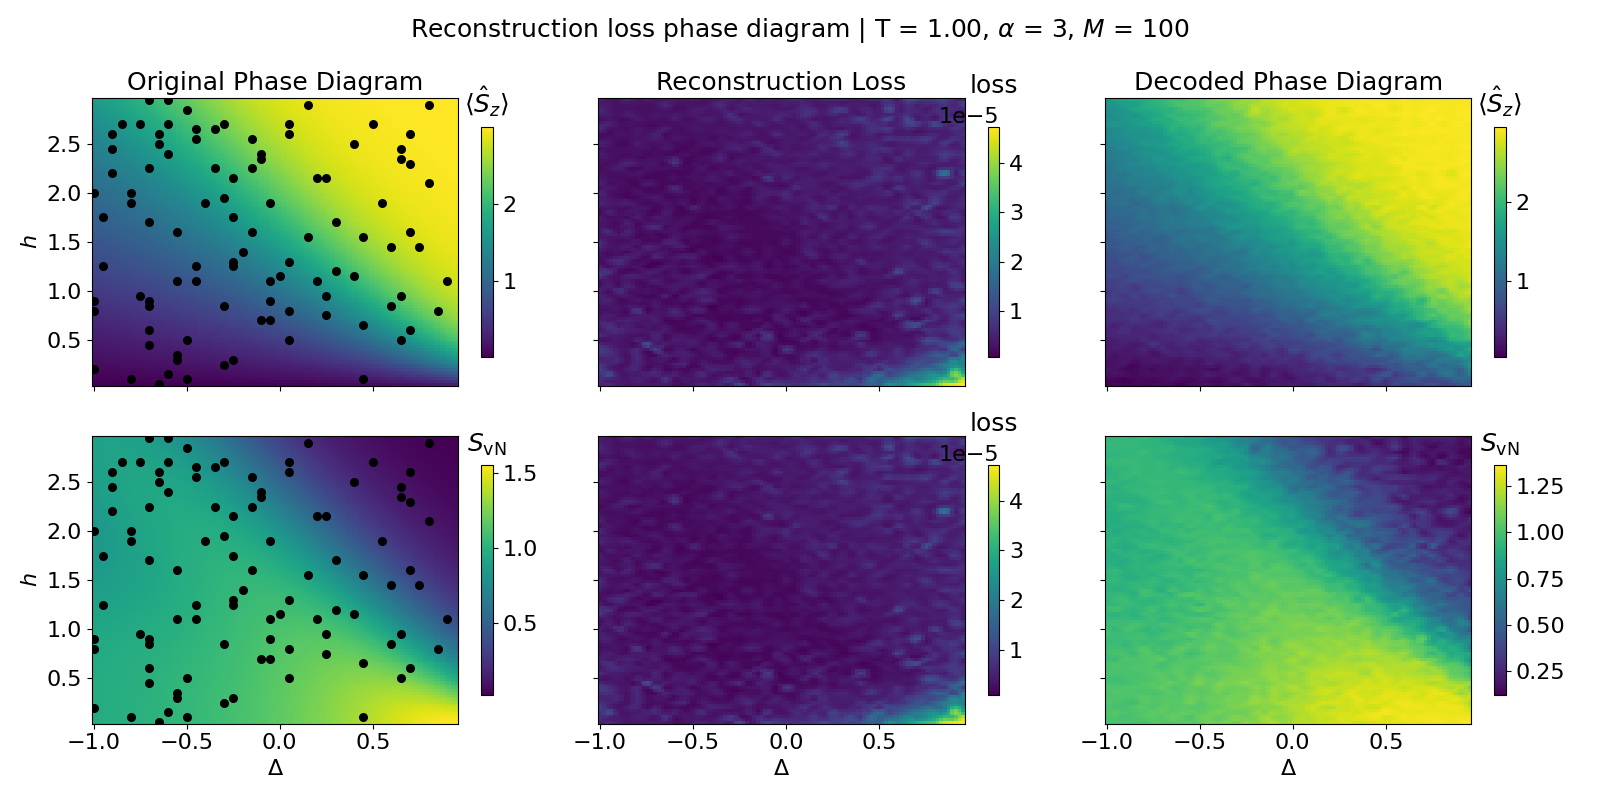 Reconstruction loss phase diagram | T = 1.00, α = 3, M = 100
Original Phase Diagram
⟨Ŝ_z⟩
Reconstruction Loss
loss
1e−5
Decoded Phase Diagram
⟨Ŝ_z⟩
h
2.5
2.0
1.5
1.0
0.5
2
1
4
3
2
1
2
1
S_vN
loss
1e−5
S_vN
h
2.5
2.0
1.5
1.0
0.5
1.5
1.0
0.5
4
3
2
1
1.25
1.00
0.75
0.50
0.25
−1.0 −0.5 0.0 0.5
−1.0 −0.5 0.0 0.5
−1.0 −0.5 0.0 0.5
Δ
Δ
Δ